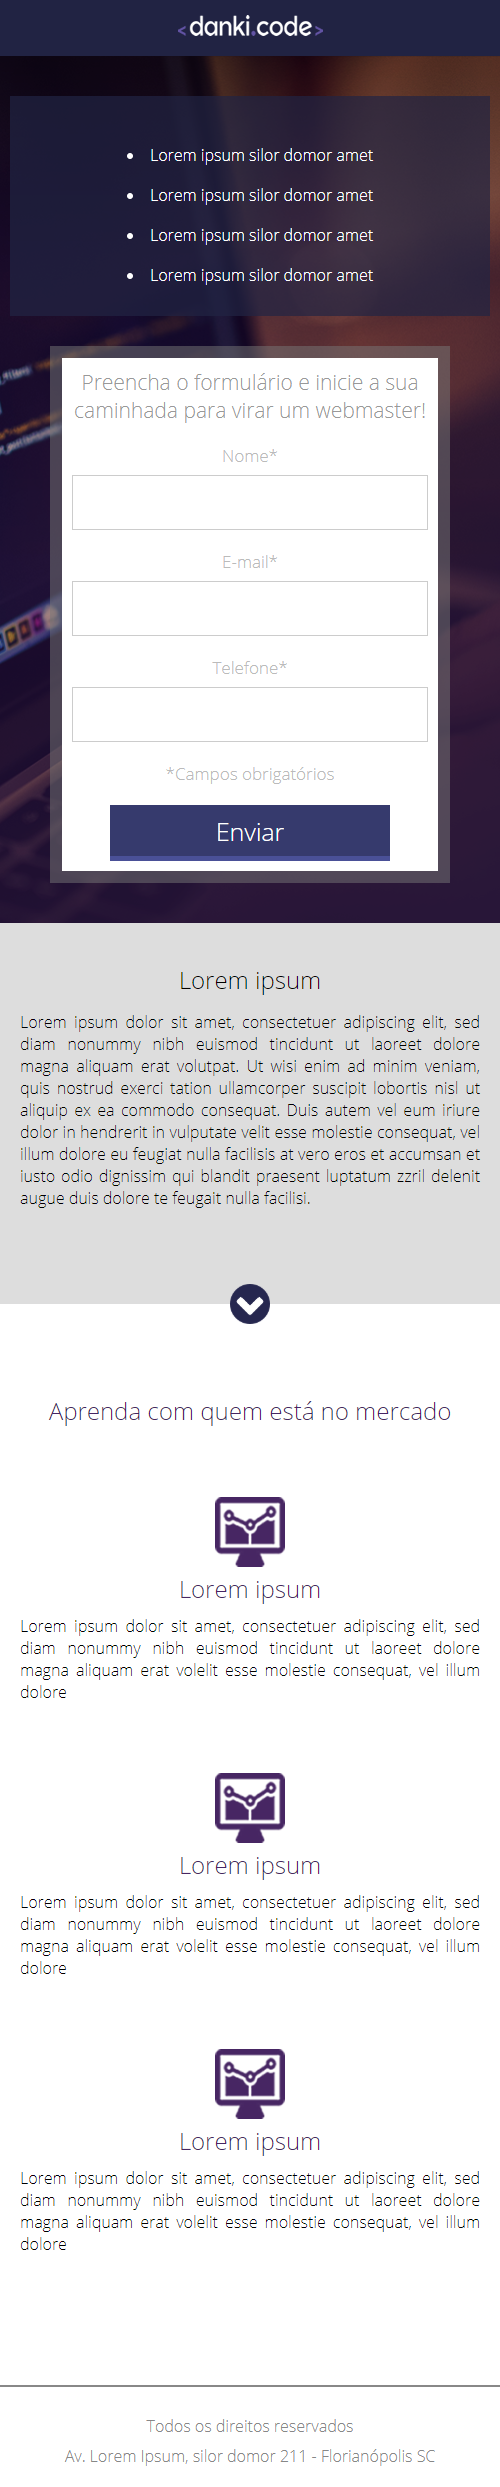 <danki.code>
Lorem ipsum silor domor amet
Lorem ipsum silor domor amet
Lorem ipsum silor domor amet
Lorem ipsum silor domor amet
Preencha o formulário e inicie a sua
caminhada para virar um webmaster!
Nome*
E-mail*
Telefone*
*Campos obrigatórios
Enviar
Lorem ipsum
Lorem ipsum dolor sit amet, consectetuer adipiscing elit, sed
diam nonummy nibh euismod tincidunt ut laoreet dolore
magna aliquam erat volutpat. Ut wisi enim ad minim veniam,
quis nostrud exerci tation ullamcorper suscipit lobortis nisl ut
aliquip ex ea commodo consequat. Duis autem vel eum iriure
dolor in hendrerit in vulputate velit esse molestie consequat, vel
illum dolore eu feugiat nulla facilisis at vero eros et accumsan et
iusto odio dignissim qui blandit praesent luptatum zzril delenit
augue duis dolore te feugait nulla facilisi.
Aprenda com quem está no mercado
Lorem ipsum
Lorem ipsum dolor sit amet, consectetuer adipiscing elit, sed
diam nonummy nibh euismod tincidunt ut laoreet dolore
magna aliquam erat volelit esse molestie consequat, vel illum
dolore
Lorem ipsum
Lorem ipsum dolor sit amet, consectetuer adipiscing elit, sed
diam nonummy nibh euismod tincidunt ut laoreet dolore
magna aliquam erat volelit esse molestie consequat, vel illum
dolore
Lorem ipsum
Lorem ipsum dolor sit amet, consectetuer adipiscing elit, sed
diam nonummy nibh euismod tincidunt ut laoreet dolore
magna aliquam erat volelit esse molestie consequat, vel illum
dolore
Todos os direitos reservados
Av. Lorem Ipsum, silor domor 211 - Florianópolis SC